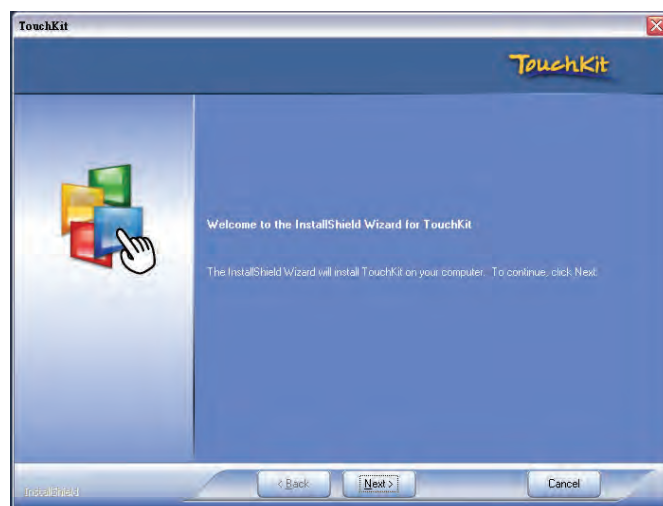 TouchKit
TouchKit
Welcome to the InstallShield Wizard for TouchKit
The InstallShield Wizard will install TouchKit on your computer. To continue, click Next.
InstallShield
< Back
Next >
Cancel